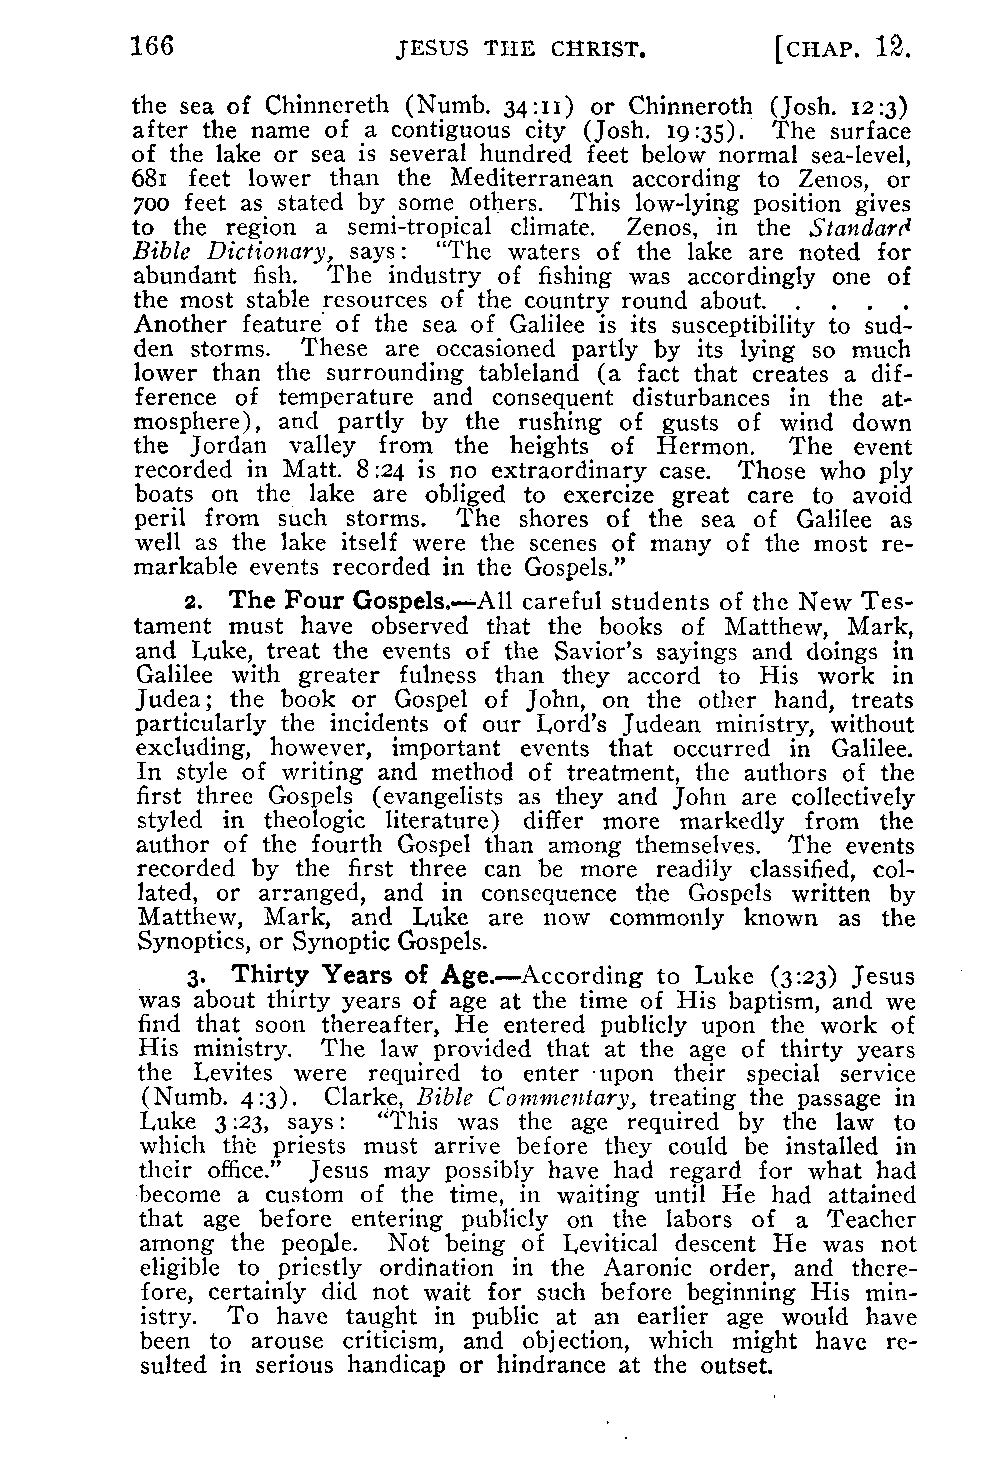 166 JESUS THE CHRIST. [CHAP. 12.
the sea of Chinnereth (Numb. 34:11) or Chinneroth (Josh. 12:3)
after the name of a contiguous city (Josh. 19:35). The surface
of the lake or sea is several hundred feet below normal sea-level,
681 feet lower than the Mediterranean according to Zenos, or
700 feet as stated by some others. This low-lying position gives
to the region a semi-tropical climate. Zenos, in the Standard
Bible Dictionary, says: “The waters of the lake are noted for
abundant fish. The industry of fishing was accordingly one of
the most stable resources of the country round about. . . . .
Another feature of the sea of Galilee is its susceptibility to sud-
den storms. These are occasioned partly by its lying so much
lower than the surrounding tableland (a fact that creates a dif-
ference of temperature and consequent disturbances in the at-
mosphere), and partly by the rushing of gusts of wind down
the Jordan valley from the heights of Hermon. The event
recorded in Matt. 8:24 is no extraordinary case. Those who ply
boats on the lake are obliged to exercize great care to avoid
peril from such storms. The shores of the sea of Galilee as
well as the lake itself were the scenes of many of the most re-
markable events recorded in the Gospels.”
2. The Four Gospels.—All careful students of the New Tes-
tament must have observed that the books of Matthew, Mark,
and Luke, treat the events of the Savior’s sayings and doings in
Galilee with greater fulness than they accord to His work in
Judea; the book or Gospel of John, on the other hand, treats
particularly the incidents of our Lord’s Judean ministry, without
excluding, however, important events that occurred in Galilee.
In style of writing and method of treatment, the authors of the
first three Gospels (evangelists as they and John are collectively
styled in theologic literature) differ more markedly from the
author of the fourth Gospel than among themselves. The events
recorded by the first three can be more readily classified, col-
lated, or arranged, and in consequence the Gospels written by
Matthew, Mark, and Luke are now commonly known as the
Synoptics, or Synoptic Gospels.
3. Thirty Years of Age.—According to Luke (3:23) Jesus
was about thirty years of age at the time of His baptism, and we
find that soon thereafter, He entered publicly upon the work of
His ministry. The law provided that at the age of thirty years
the Levites were required to enter upon their special service
(Numb. 4:3). Clarke, Bible Commentary, treating the passage in
Luke 3:23, says: “This was the age required by the law to
which the priests must arrive before they could be installed in
their office.” Jesus may possibly have had regard for what had
become a custom of the time, in waiting until He had attained
that age before entering publicly on the labors of a Teacher
among the people. Not being of Levitical descent He was not
eligible to priestly ordination in the Aaronic order, and there-
fore, certainly did not wait for such before beginning His min-
istry. To have taught in public at an earlier age would have
been to arouse criticism, and objection, which might have re-
sulted in serious handicap or hindrance at the outset.